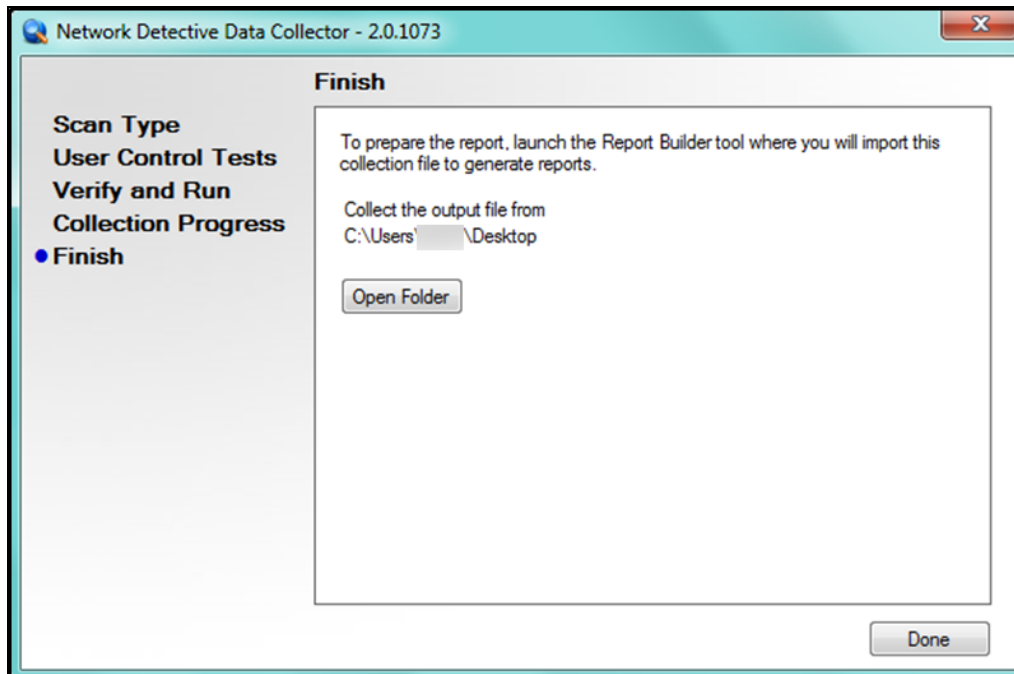 Network Detective Data Collector - 2.0.1073
X
Finish
Scan Type
User Control Tests
Verify and Run
Collection Progress
Finish
To prepare the report, launch the Report Builder tool where you will import this
collection file to generate reports.
Collect the output file from
C:\Users\ \Desktop
Open Folder
Done